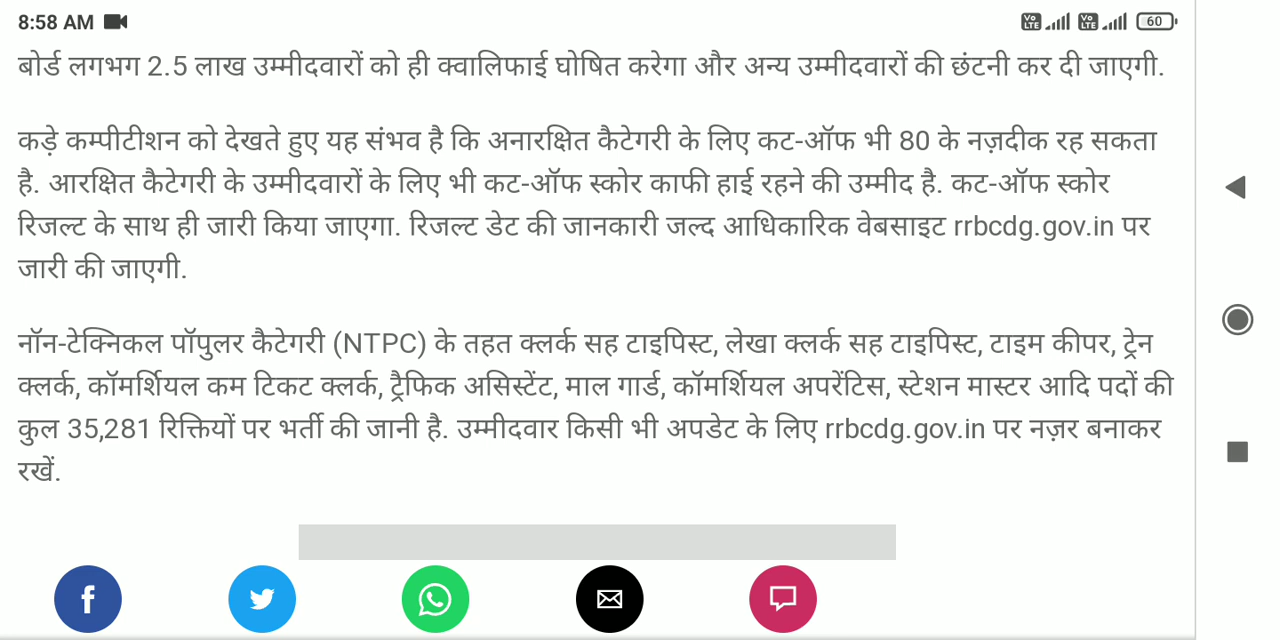 8:58 AM
Vo LTE Vo LTE 60
बोर्ड लगभग 2.5 लाख उम्मीदवारों को ही क्वालिफाई घोषित करेगा और अन्य उम्मीदवारों की छंटनी कर दी जाएगी.
कड़े कम्पीटीशन को देखते हुए यह संभव है कि अनारक्षित कैटेगरी के लिए कट-ऑफ भी 80 के नज़दीक रह सकता
है. आरक्षित कैटेगरी के उम्मीदवारों के लिए भी कट-ऑफ स्कोर काफी हाई रहने की उम्मीद है. कट-ऑफ स्कोर
रिजल्ट के साथ ही जारी किया जाएगा. रिजल्ट डेट की जानकारी जल्द आधिकारिक वेबसाइट rrbcdg.gov.in पर
जारी की जाएगी.
नॉन-टेक्निकल पॉपुलर कैटेगरी (NTPC) के तहत क्लर्क सह टाइपिस्ट, लेखा क्लर्क सह टाइपिस्ट, टाइम कीपर, ट्रेन
क्लर्क, कॉमर्शियल कम टिकट क्लर्क, ट्रैफिक असिस्टेंट, माल गार्ड, कॉमर्शियल अपरेंटिस, स्टेशन मास्टर आदि पदों की
कुल 35,281 रिक्तियों पर भर्ती की जानी है. उम्मीदवार किसी भी अपडेट के लिए rrbcdg.gov.in पर नज़र बनाकर
रखें.